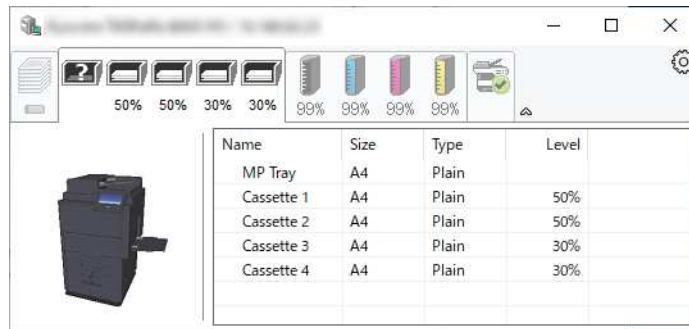 50% 50% 30% 30% 99% 99% 99% 99%
Name Size Type Level
MP Tray A4 Plain
Cassette 1 A4 Plain 50%
Cassette 2 A4 Plain 50%
Cassette 3 A4 Plain 30%
Cassette 4 A4 Plain 30%